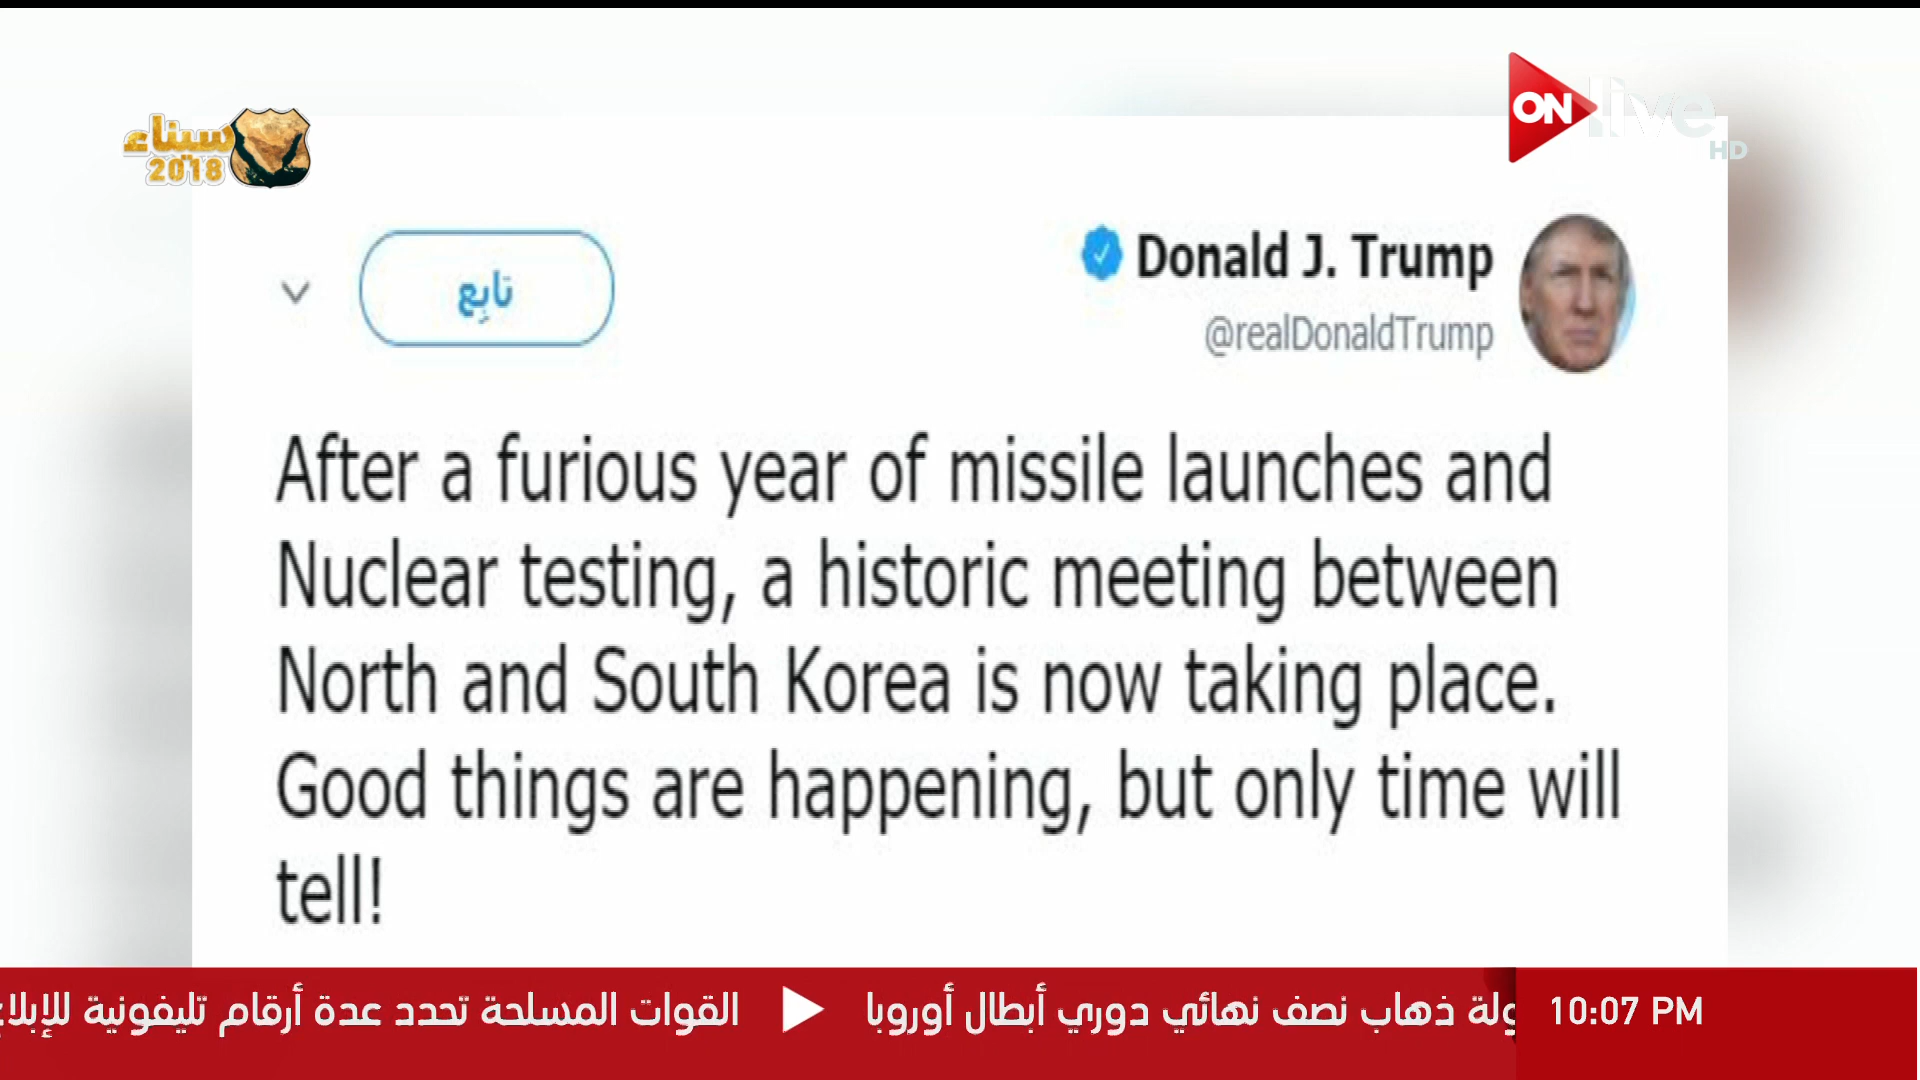 سيناء
2018
ON live
HD
تابِع
Donald J. Trump
@realDonaldTrump
After a furious year of missile launches and
Nuclear testing, a historic meeting between
North and South Korea is now taking place.
Good things are happening, but only time will
tell!
ذهاب نصف نهائي دوري أبطال أوروبا
القوات المسلحة تحدد عدة أرقام تليفونية
10:07 PM